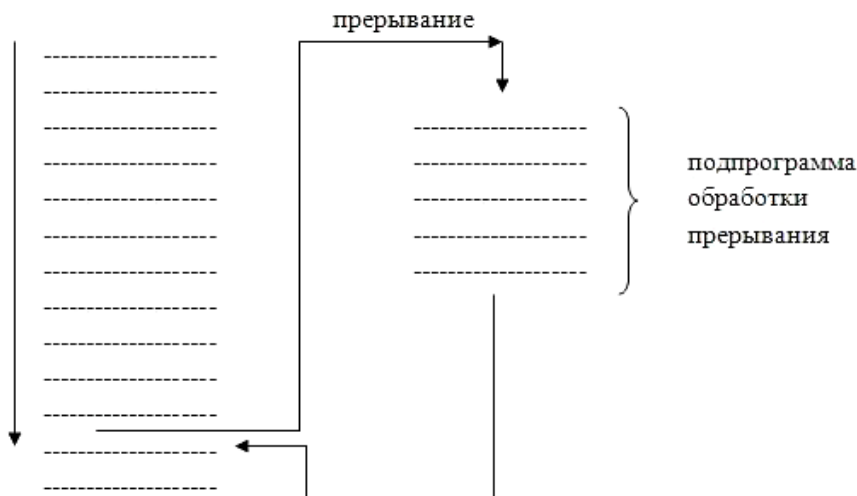 прерывание
подпрограмма
обработки
прерывания